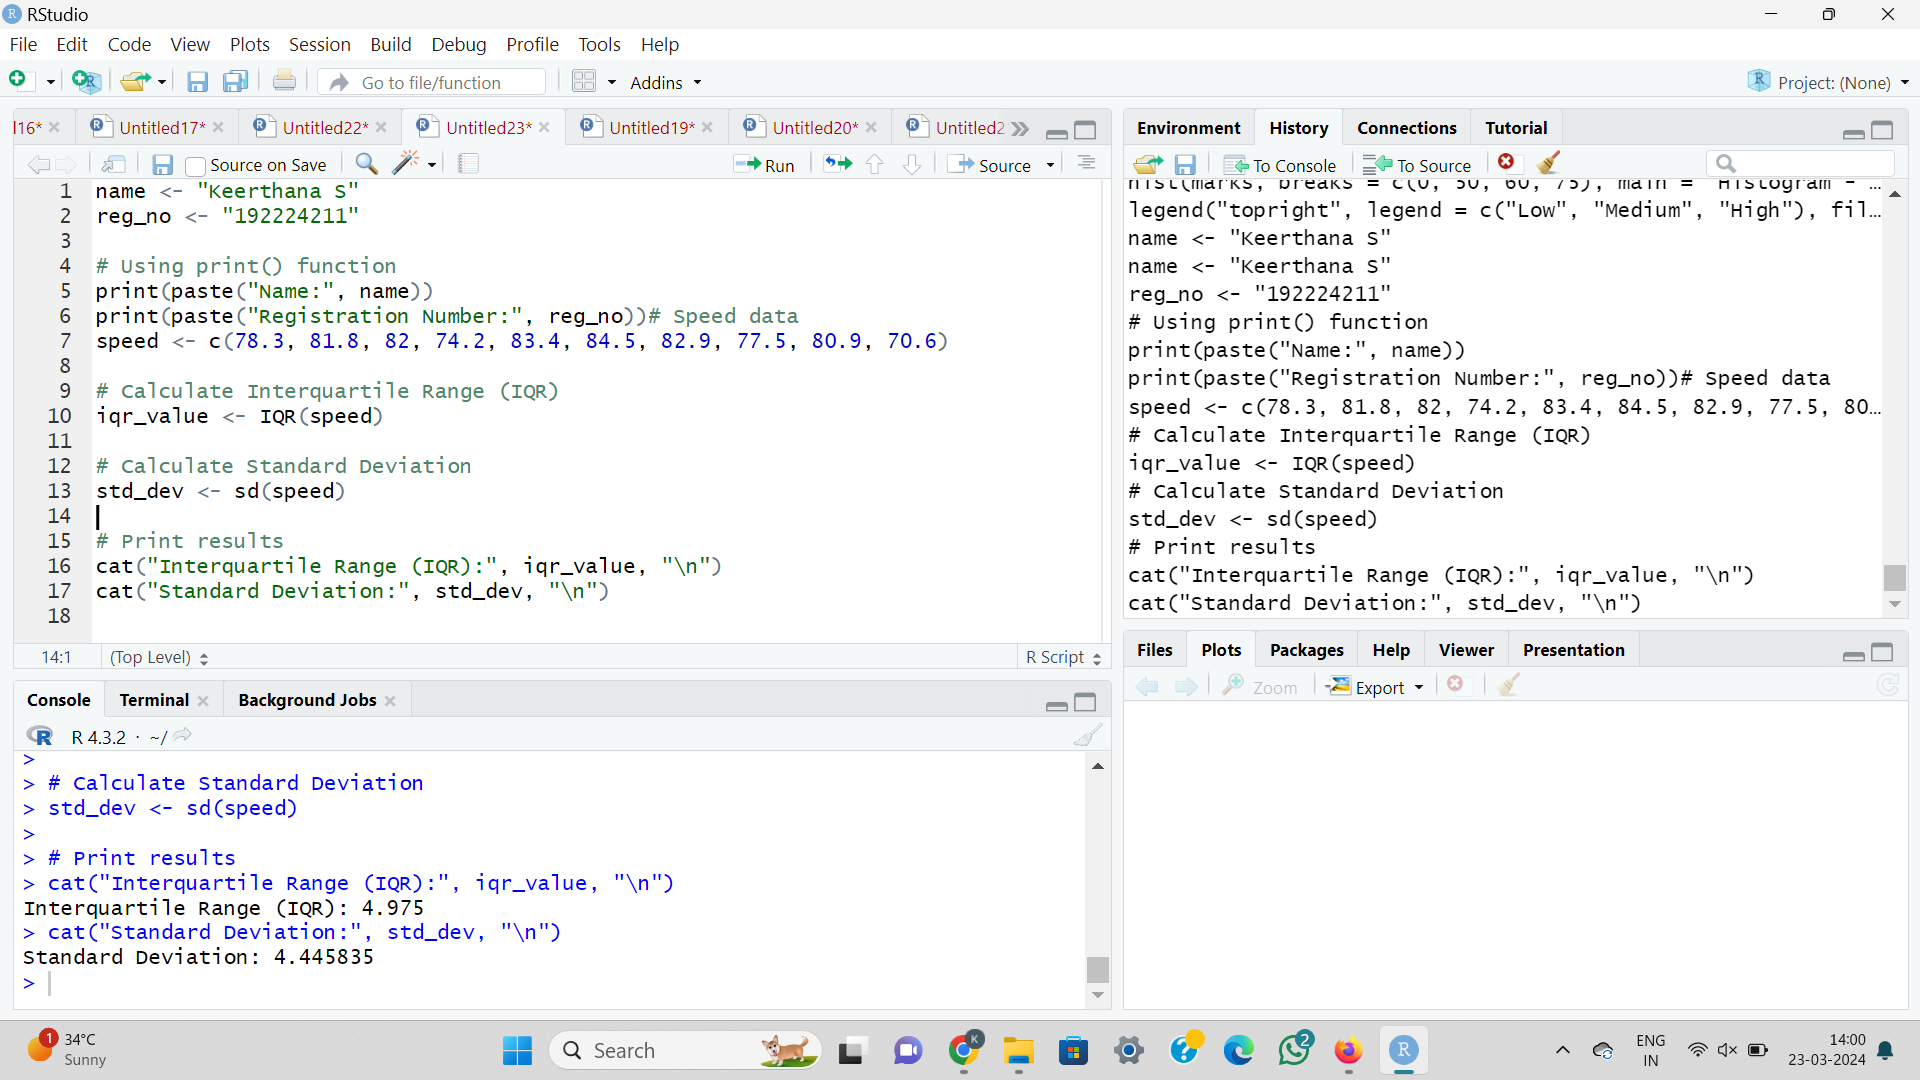 RStudio
File Edit Code View Plots Session Build Debug Profile Tools Help
Go to file/function Addins Project: (None)
l16* Untitled17* Untitled22* Untitled23* Untitled19* Untitled20* Untitled2
Source on Save Run Source
1 name <- "Keerthana S"
2 reg_no <- "192224211"
3
4 # Using print() function
5 print(paste("Name:", name))
6 print(paste("Registration Number:", reg_no))# Speed data
7 speed <- c(78.3, 81.8, 82, 74.2, 83.4, 84.5, 82.9, 77.5, 80.9, 70.6)
8
9 # Calculate Interquartile Range (IQR)
10 iqr_value <- IQR(speed)
11
12 # Calculate Standard Deviation
13 std_dev <- sd(speed)
14
15 # Print results
16 cat("Interquartile Range (IQR):", iqr_value, "\n")
17 cat("Standard Deviation:", std_dev, "\n")
18
14:1 (Top Level) R Script
Console Terminal Background Jobs
R 4.3.2 · ~/
>
> # Calculate Standard Deviation
> std_dev <- sd(speed)
>
> # Print results
> cat("Interquartile Range (IQR):", iqr_value, "\n")
Interquartile Range (IQR): 4.975
> cat("Standard Deviation:", std_dev, "\n")
Standard Deviation: 4.445835
>
Environment History Connections Tutorial
To Console To Source
hist(marks, breaks = c(0, 50, 60, 75), main = "Histogram - …
legend("topright", legend = c("Low", "Medium", "High"), fil…
name <- "Keerthana S"
name <- "Keerthana S"
reg_no <- "192224211"
# Using print() function
print(paste("Name:", name))
print(paste("Registration Number:", reg_no))# Speed data
speed <- c(78.3, 81.8, 82, 74.2, 83.4, 84.5, 82.9, 77.5, 80…
# Calculate Interquartile Range (IQR)
iqr_value <- IQR(speed)
# Calculate Standard Deviation
std_dev <- sd(speed)
# Print results
cat("Interquartile Range (IQR):", iqr_value, "\n")
cat("Standard Deviation:", std_dev, "\n")
Files Plots Packages Help Viewer Presentation
Zoom Export
1 34°C
Sunny
Search
K
2
R
ENG
IN
14:00
23-03-2024